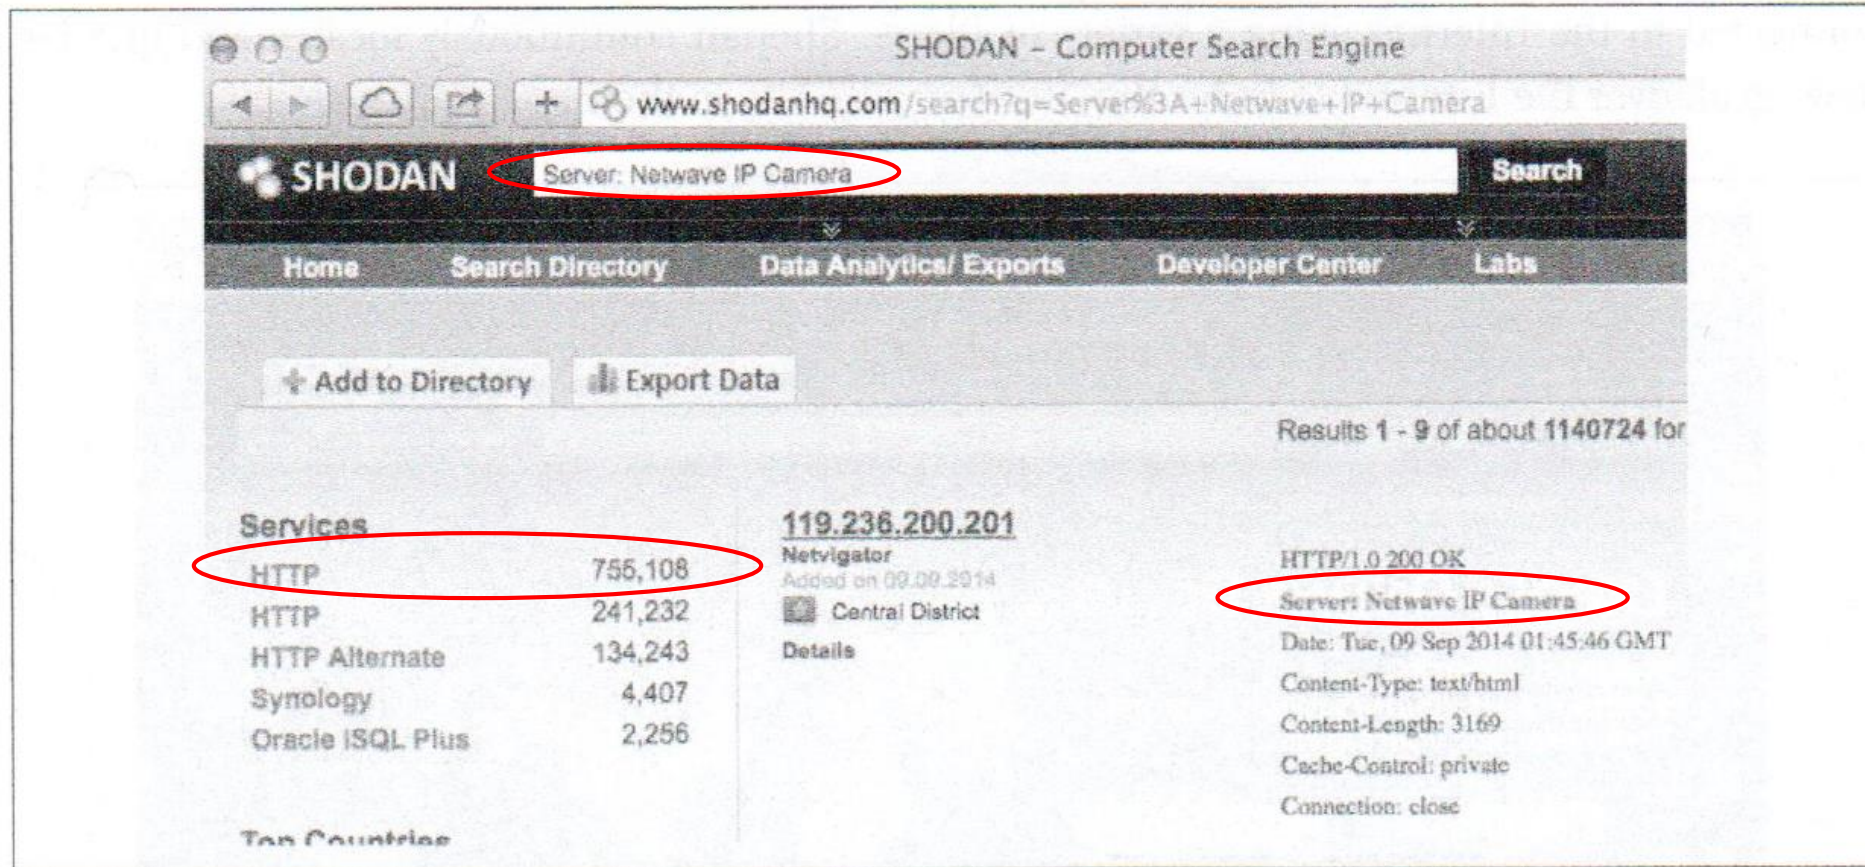 SHODAN – Computer Search Engine
www.shodanhq.com/search?q=Server%3A+Netwave+IP+Camera
SHODAN
Server: Netwave IP Camera
Search
Home
Search Directory
Data Analytics/ Exports
Developer Center
Labs
Add to Directory
Export Data
Results 1 - 9 of about 1140724 for
Services
HTTP 755,108
HTTP 241,232
HTTP Alternate 134,243
Synology 4,407
Oracle iSQL Plus 2,256
Top Countries
119.236.200.201
Netvigator
Added on 09.09.2014
Central District
Details
HTTP/1.0 200 OK
Server: Netwave IP Camera
Date: Tue, 09 Sep 2014 01:45:46 GMT
Content-Type: text/html
Content-Length: 3169
Cache-Control: private
Connection: close